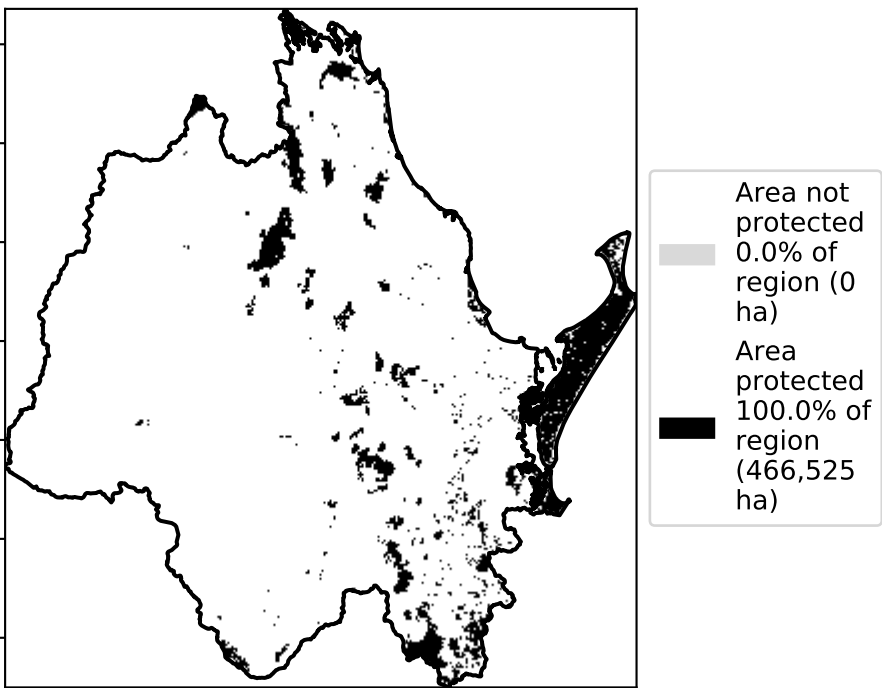 Area not
protected
0.0% of
region (0
ha)
Area
protected
100.0% of
region
(466,525
ha)